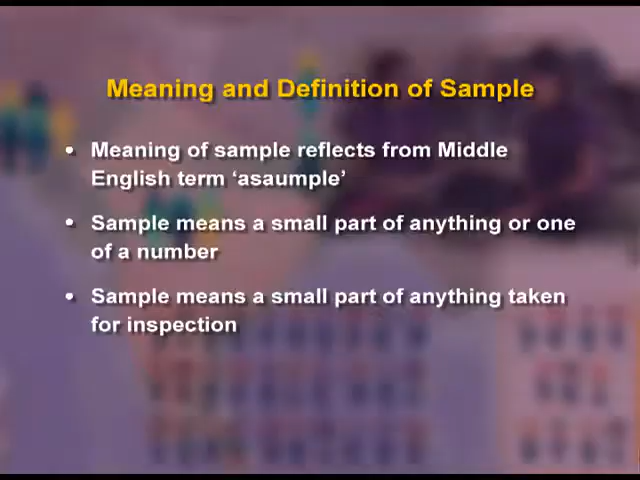 Meaning and Definition of Sample
• Meaning of sample reflects from Middle
English term ‘asaumple’
• Sample means a small part of anything or one
of a number
• Sample means a small part of anything taken
for inspection